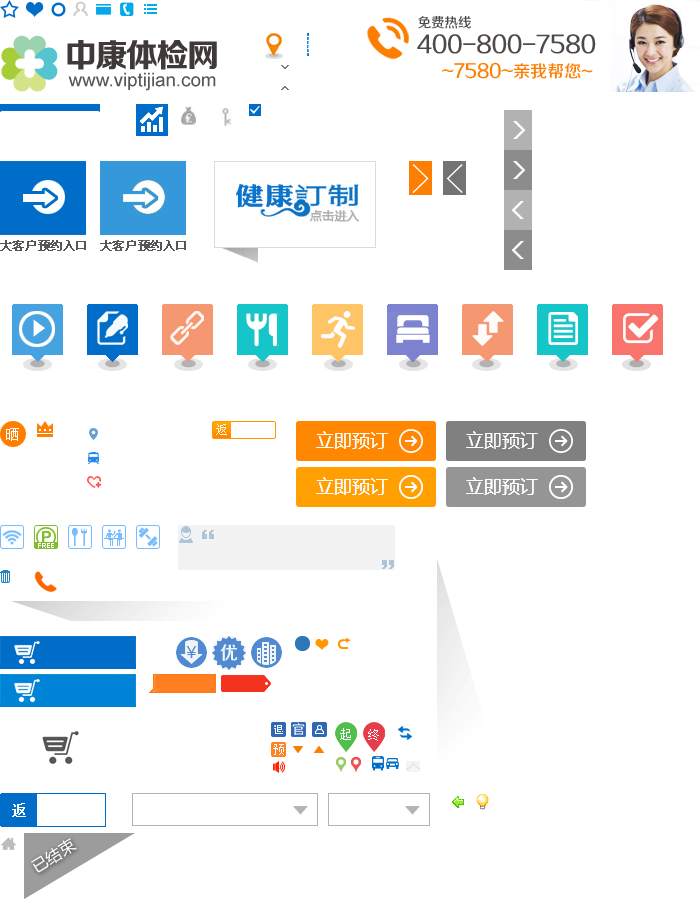 中康体检网
www.viptijian.com
免费热线
400-800-7580
~7580~亲我帮您~
大客户预约入口
大客户预约入口
健康訂制
点击进入
晒
返
立即预订
立即预订
立即预订
立即预订
P
FREE
¥
优
退
官
起
终
预
返
已结束